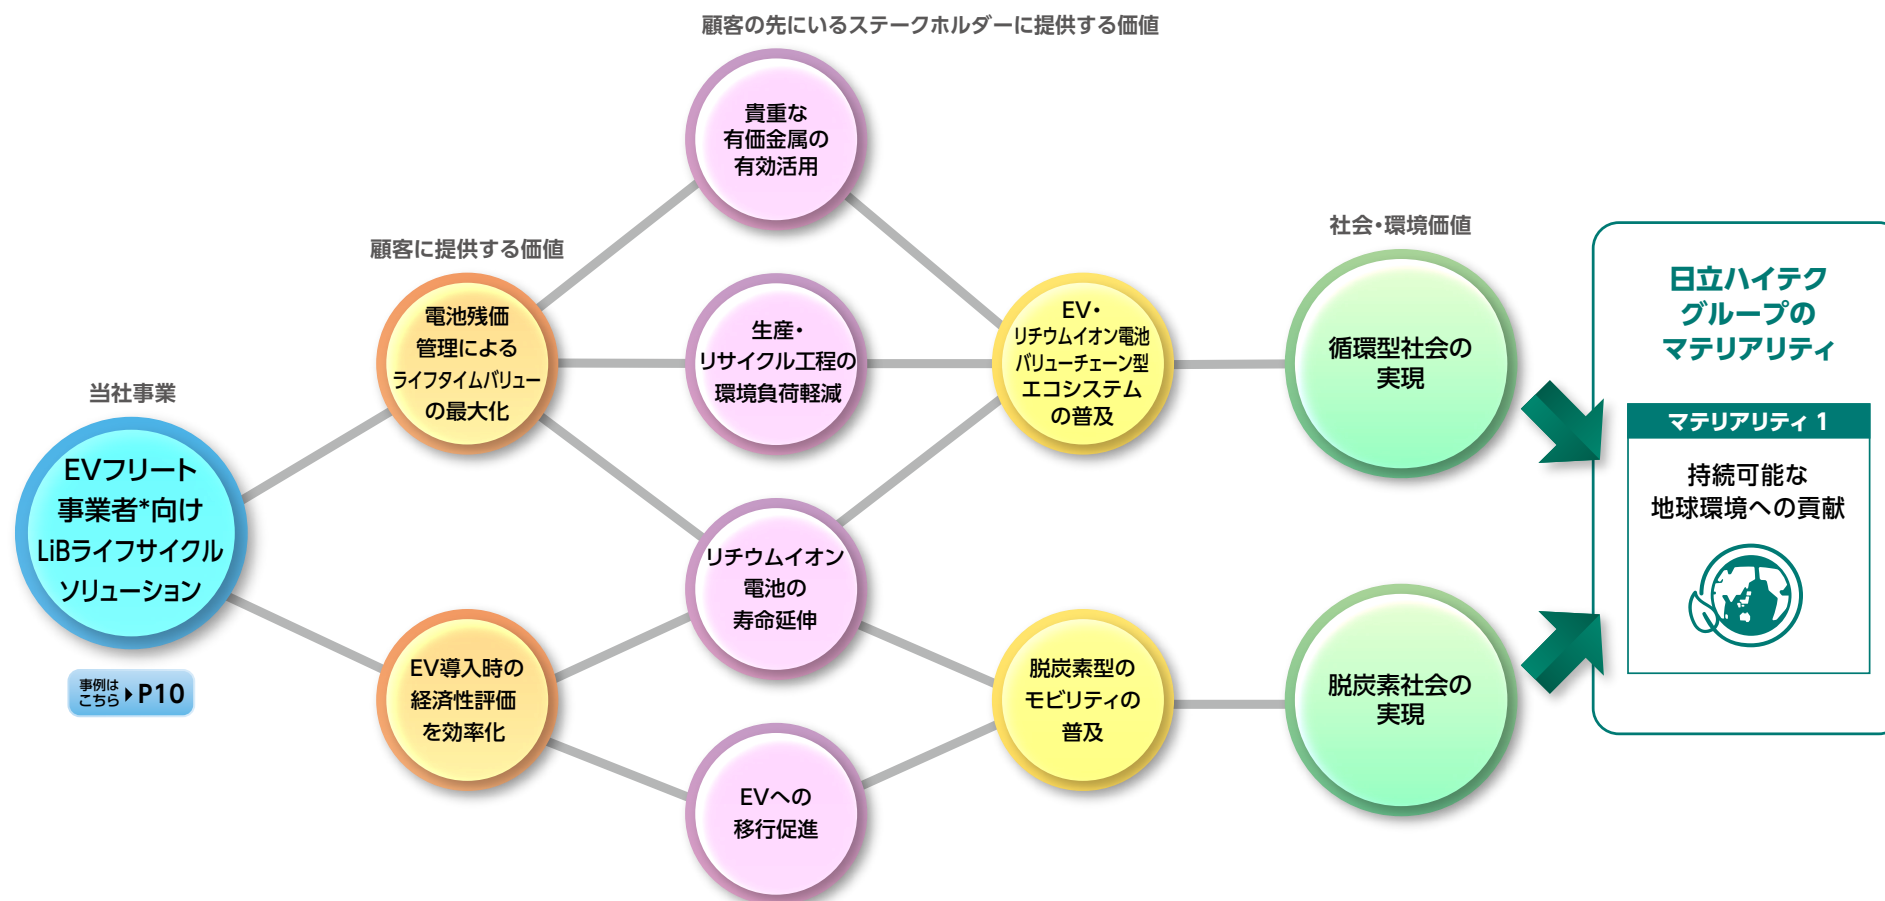 顧客の先にいるステークホルダーに提供する価値
貴重な
有価金属の
有効活用
顧客に提供する価値
電池残価
管理による
ライフタイムバリュー
の最大化
生産・
リサイクル工程の
環境負荷軽減
EV・
リチウムイオン電池
バリューチェーン型
エコシステム
の普及
社会・環境価値
循環型社会の
実現
当社事業
EVフリート
事業者*向け
LiBライフサイクル
ソリューション
事例は
こちら
P10
リチウムイオン
電池の
寿命延伸
EV導入時の
経済性評価
を効率化
脱炭素型の
モビリティの
普及
脱炭素社会の
実現
EVへの
移行促進
日立ハイテク
グループの
マテリアリティ
マテリアリティ 1
持続可能な
地球環境への貢献